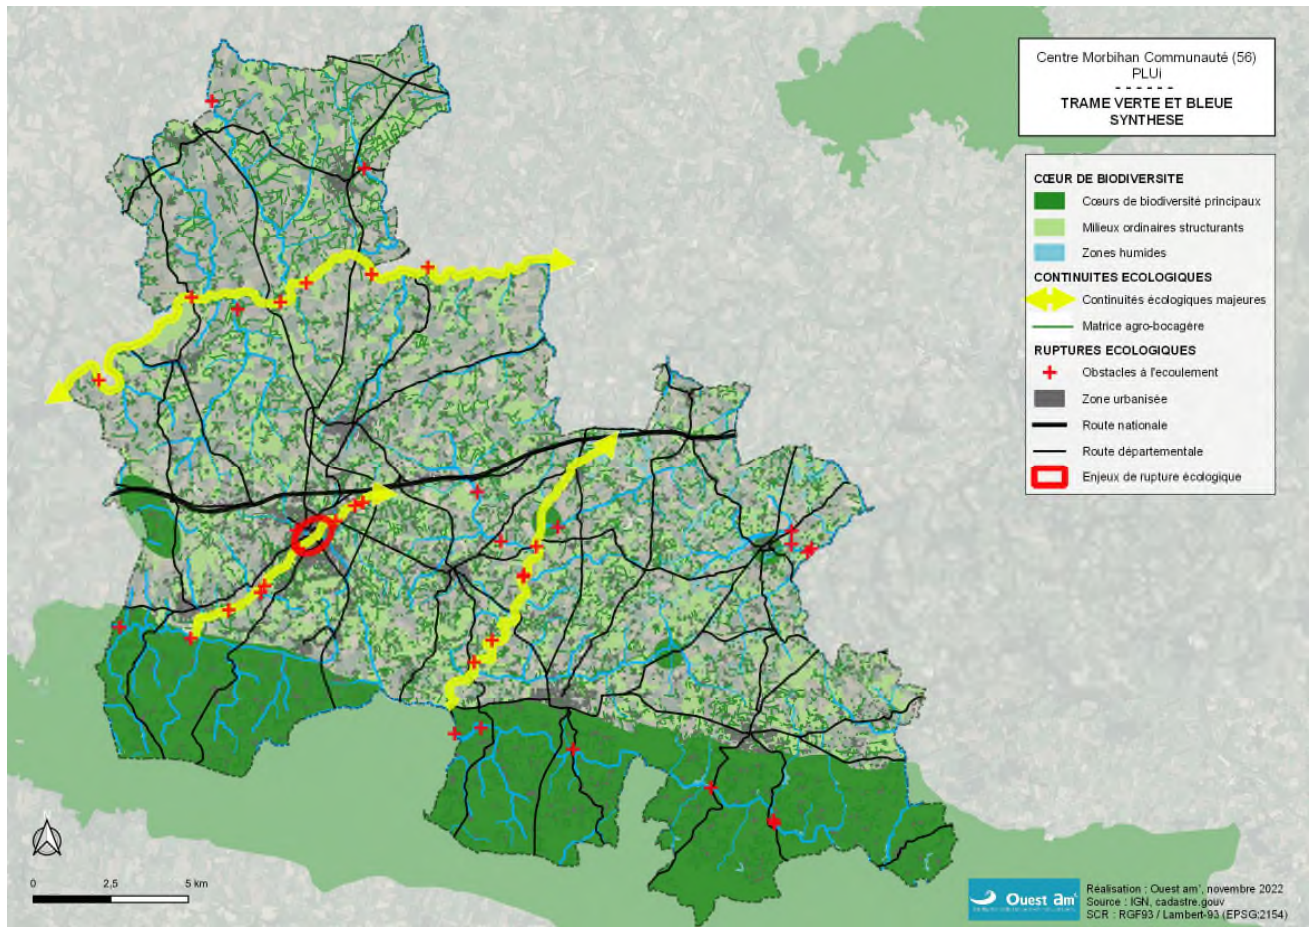 Centre Morbihan Communauté (56)
PLUi
- - - - - -
TRAME VERTE ET BLEUE
SYNTHESE
CŒUR DE BIODIVERSITE
Cœurs de biodiversité principaux
Milieux ordinaires structurants
Zones humides
CONTINUITES ECOLOGIQUES
Continuités écologiques majeures
Matrice agro-bocagère
RUPTURES ECOLOGIQUES
Obstacles à l'ecoulement
Zone urbanisée
Route nationale
Route départementale
Enjeux de rupture écologique
0 2,5 5 km
Ouest am'
Réalisation : Ouest am', novembre 2022
Source : IGN, cadastre.gouv
SCR : RGF93 / Lambert-93 (EPSG:2154)